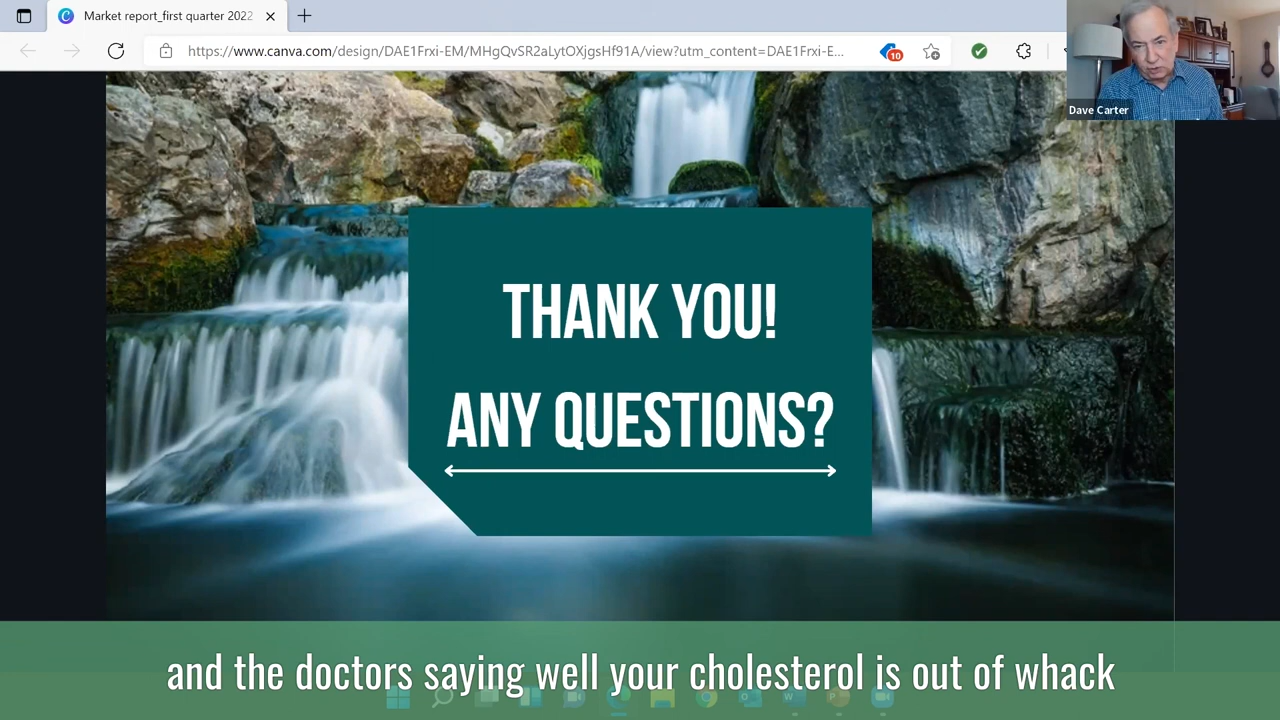 Market report_first quarter 2022
https://www.canva.com/design/DAE1Frxi-EM/MHgQvSR2aLytOXjgsHf91A/view?utm_content=DAE1Frxi-E...
10
Dave Carter
THANK YOU!
ANY QUESTIONS?
and the doctors saying well your cholesterol is out of whack